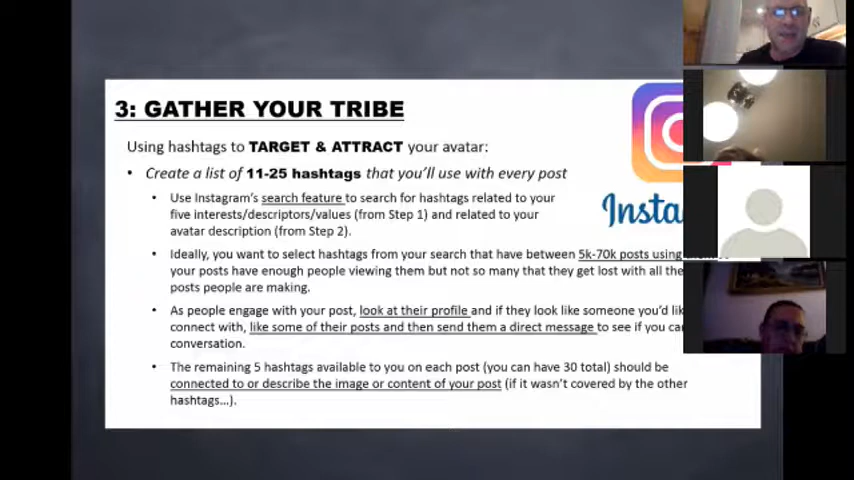 3: GATHER YOUR TRIBE
Using hashtags to TARGET & ATTRACT your avatar:
• Create a list of 11-25 hashtags that you'll use with every post
• Use Instagram's search feature to search for hashtags related to your
five interests/descriptors/values (from Step 1) and related to your
avatar description (from Step 2).
• Ideally, you want to select hashtags from your search that have between 5k-70k posts using
your posts have enough people viewing them but not so many that they get lost with all the
posts people are making.
• As people engage with your post, look at their profile and if they look like someone you'd
connect with, like some of their posts and then send them a direct message to see if you
conversation.
• The remaining 5 hashtags available to you on each post (you can have 30 total) should be
connected to or describe the image or content of your post (if it wasn't covered by the other
hashtags...).
Insta